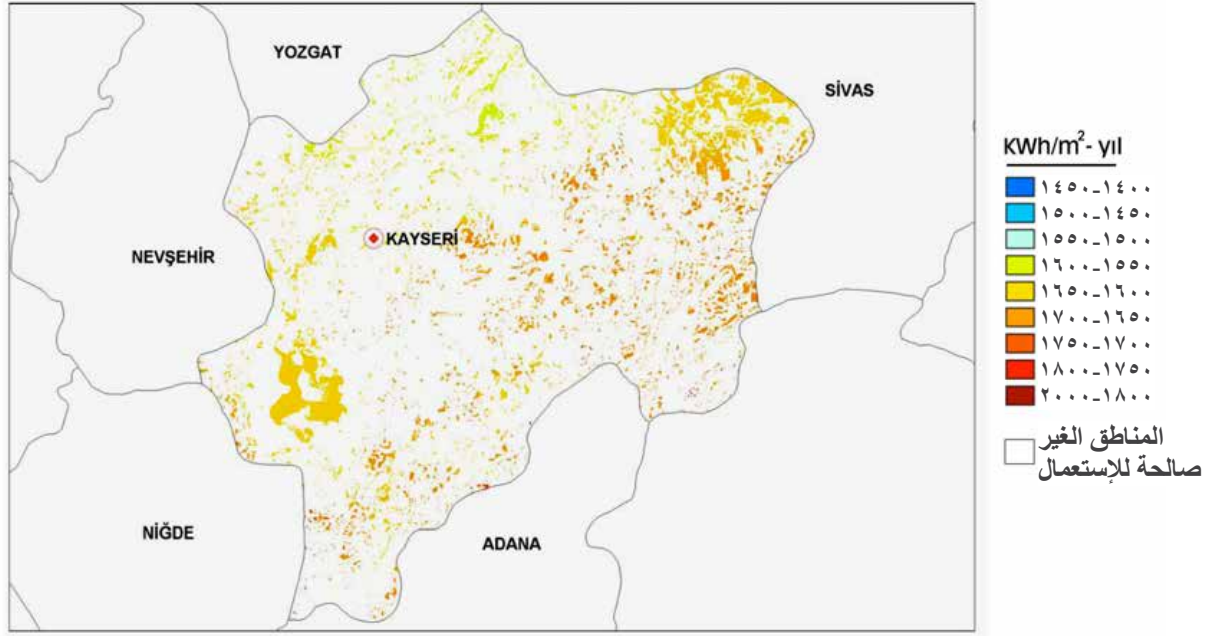 YOZGAT
SİVAS
KAYSERİ
NEVŞEHİR
NİĞDE
ADANA
KWh/m²- yıl
١٤٥٠-١٤٠٠
١٥٠٠-١٤٥٠
١٥٥٠-١٥٠٠
١٦٠٠-١٥٥٠
١٦٥٠-١٦٠٠
١٧٠٠-١٦٥٠
١٧٥٠-١٧٠٠
١٨٠٠-١٧٥٠
٢٠٠٠-١٨٠٠
المناطق الغير
صالحة للإستعمال